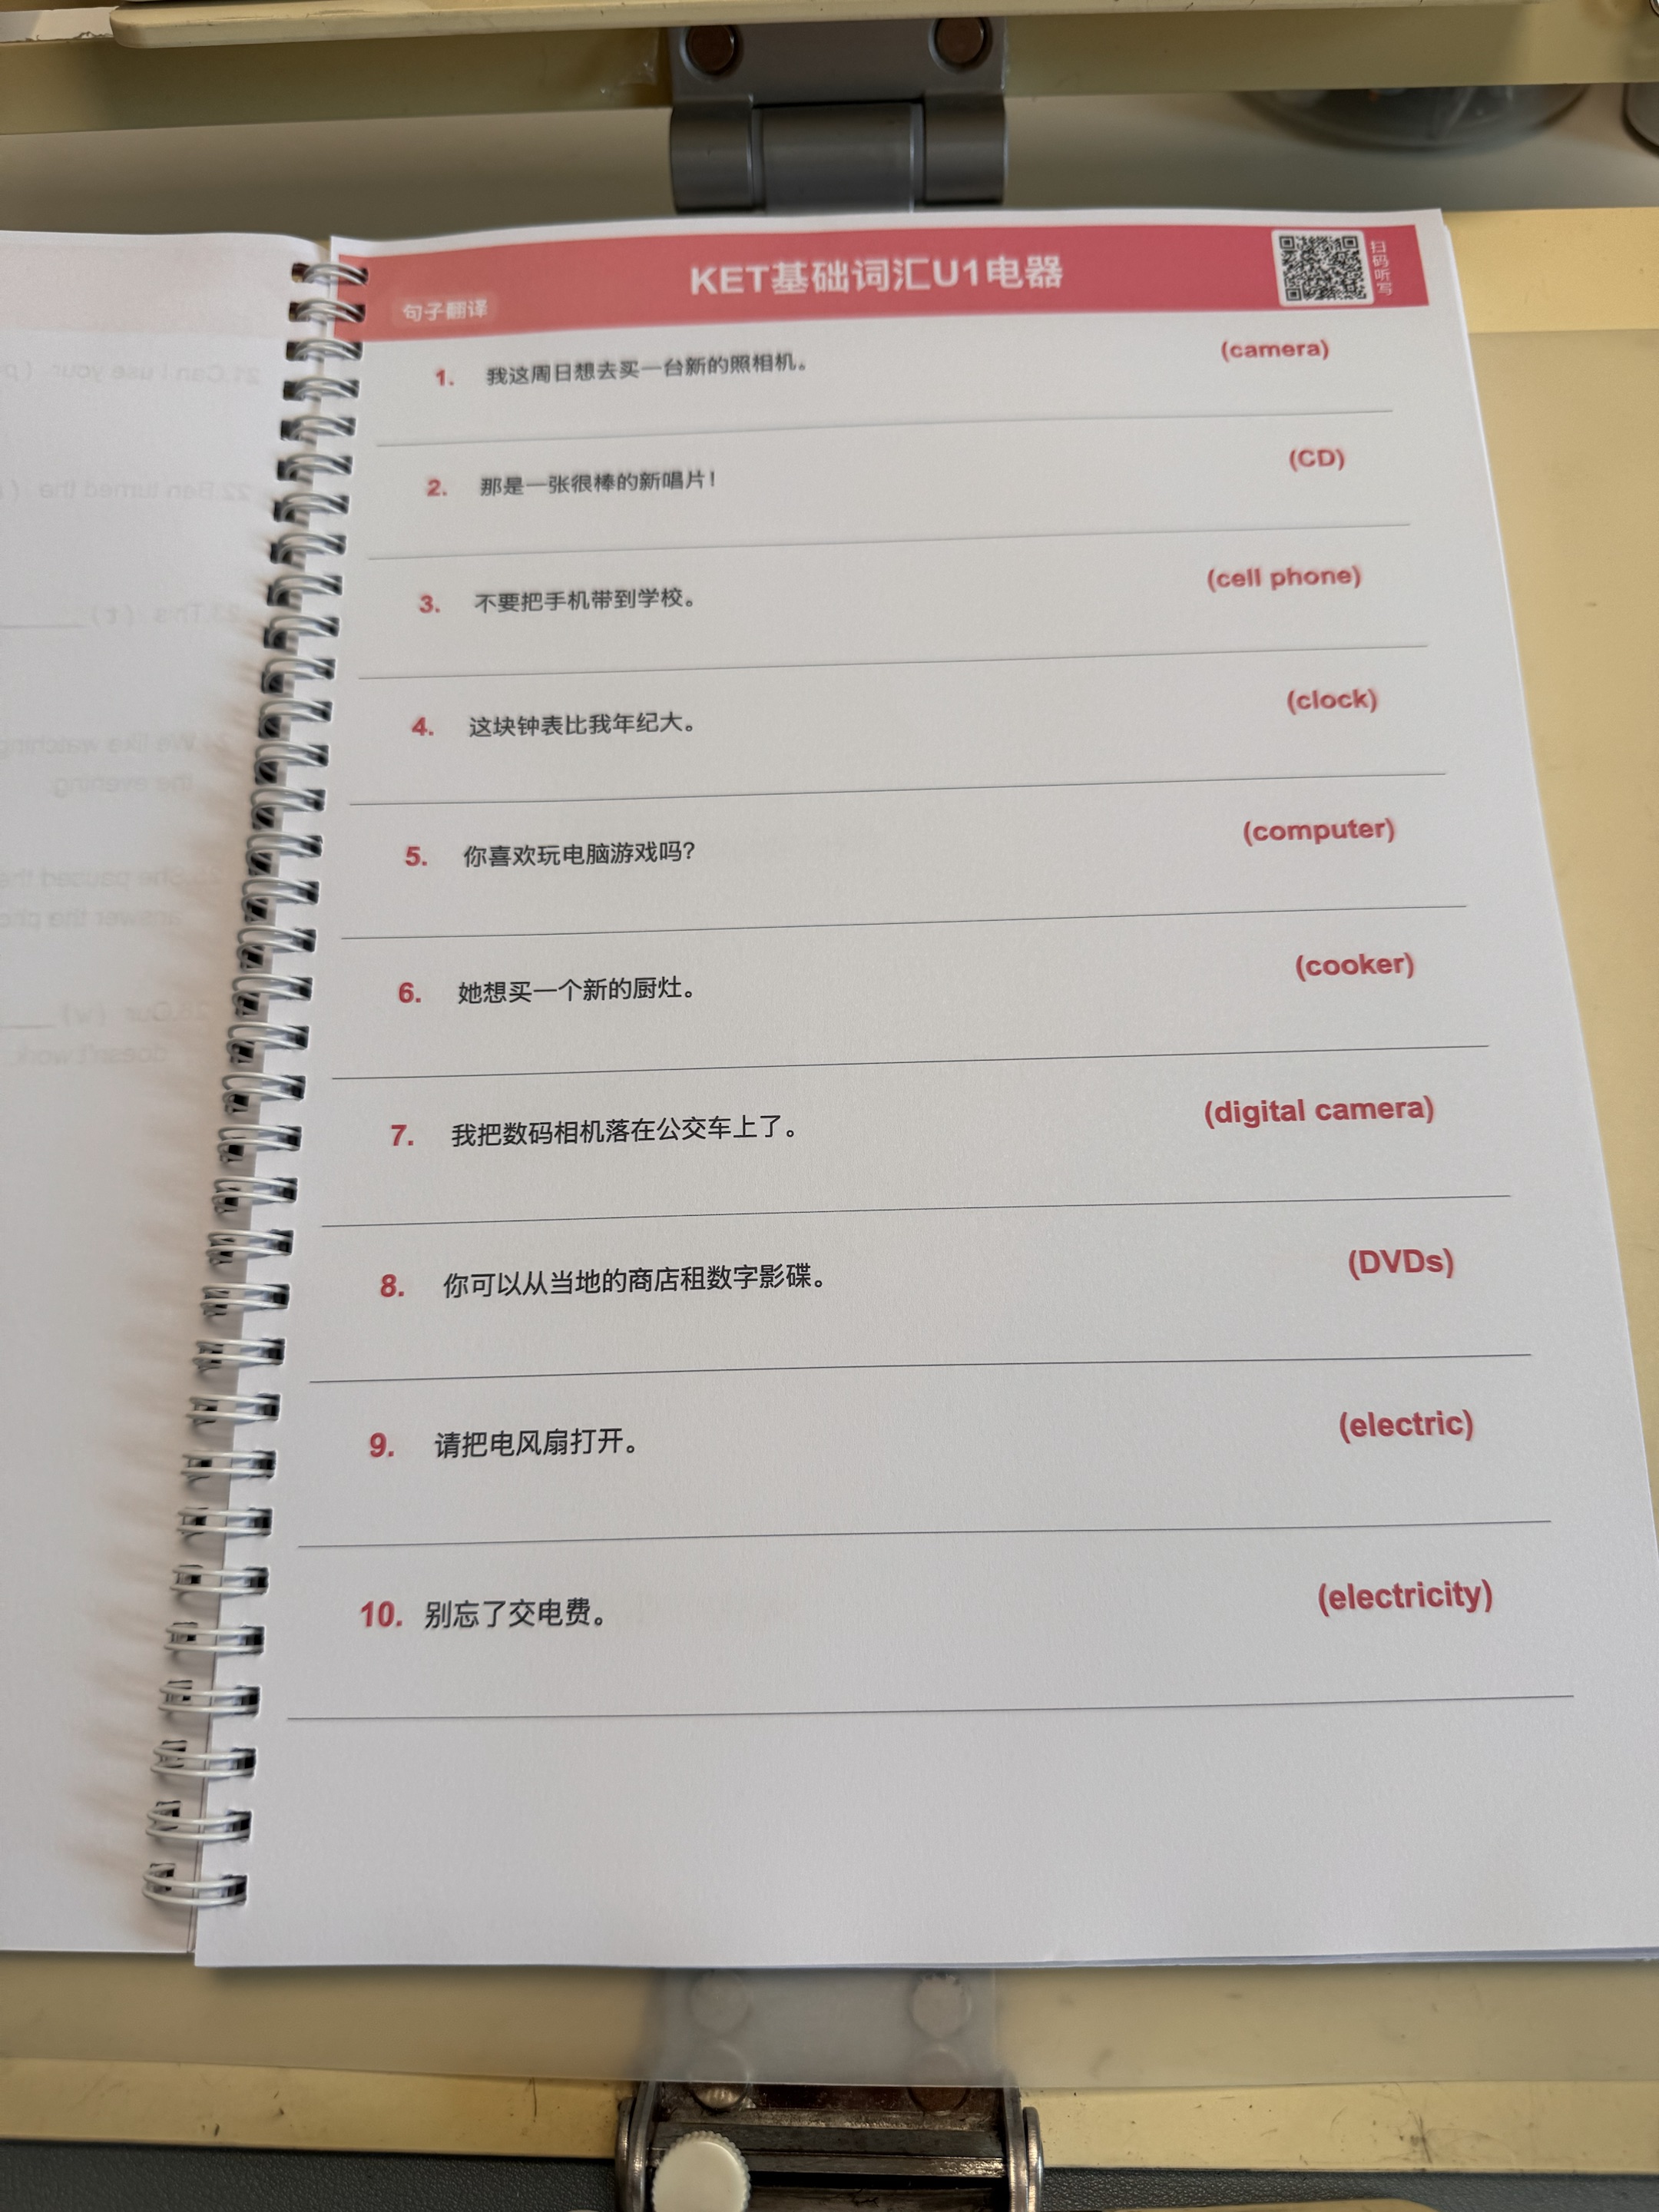 KET基础词汇U1电器
扫码听写
句子翻译
1. 我这周日想去买一台新的照相机。 (camera)
2. 那是一张很棒的新唱片！ (CD)
3. 不要把手机带到学校。 (cell phone)
4. 这块钟表比我年纪大。 (clock)
5. 你喜欢玩电脑游戏吗？ (computer)
6. 她想买一个新的厨灶。 (cooker)
7. 我把数码相机落在公交车上了。 (digital camera)
8. 你可以从当地的商店租数字影碟。 (DVDs)
9. 请把电风扇打开。 (electric)
10. 别忘了交电费。 (electricity)